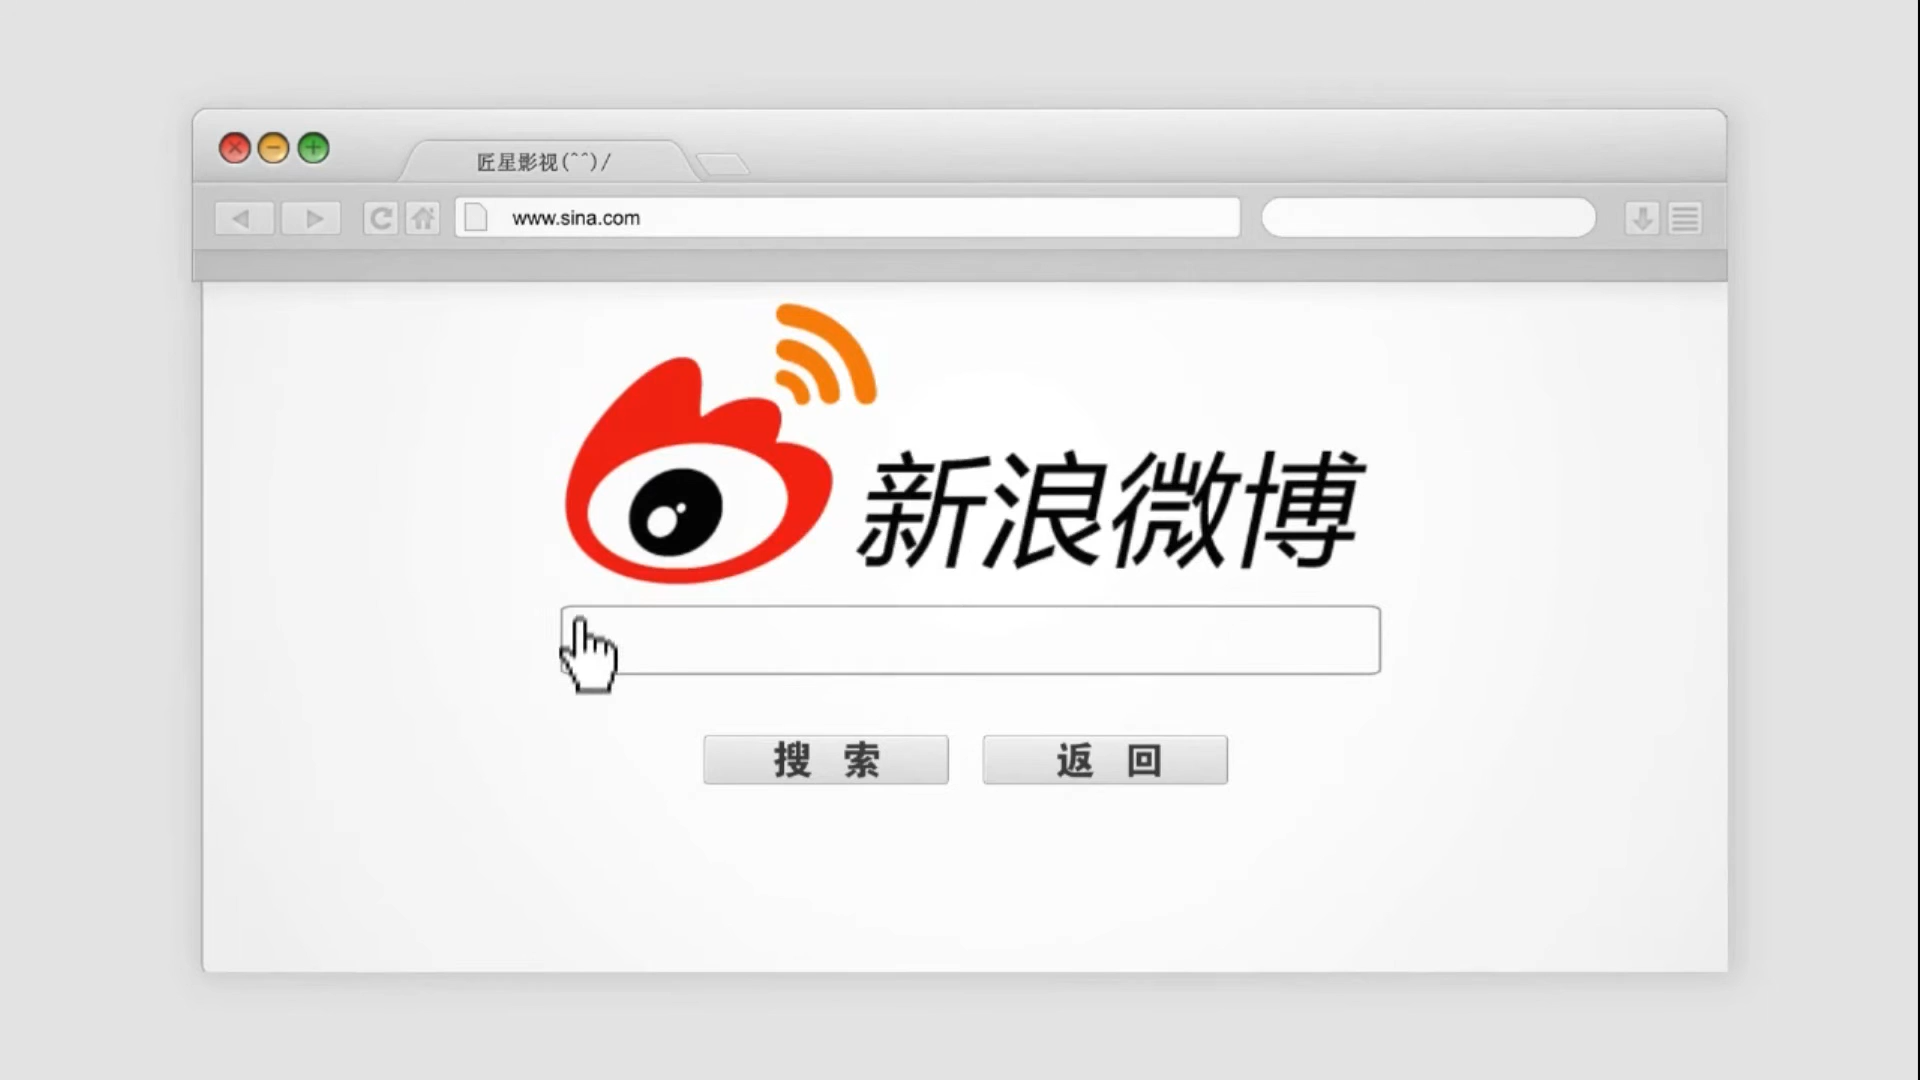 匠星影视(^^)/
www.sina.com
新浪微博
搜 索
返 回